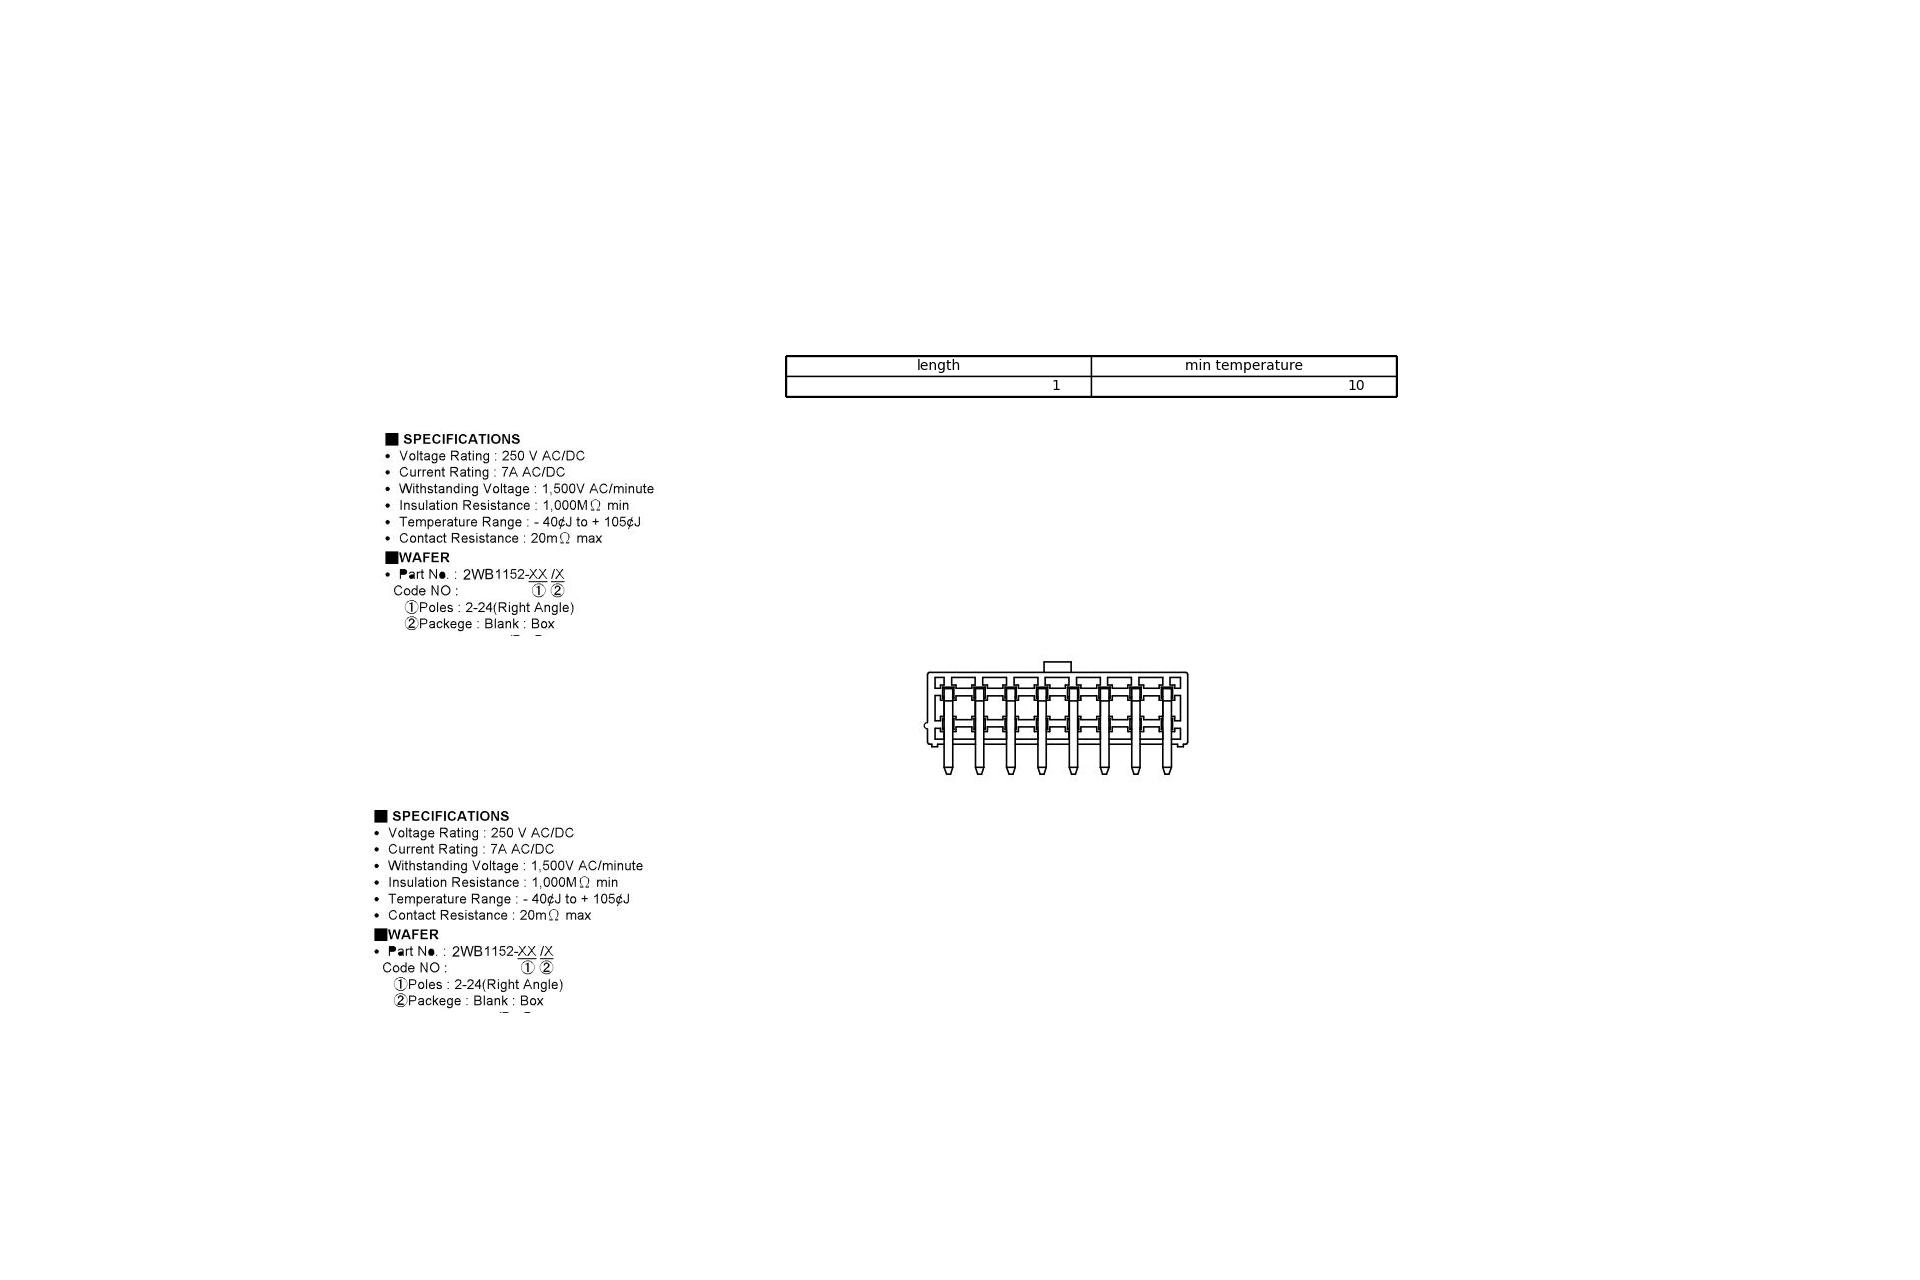 length min temperature
1 10
■ SPECIFICATIONS
• Voltage Rating : 250 V AC/DC
• Current Rating : 7A AC/DC
• Withstanding Voltage : 1,500V AC/minute
• Insulation Resistance : 1,000MΩ min
• Temperature Range : - 40¢J to + 105¢J
• Contact Resistance : 20mΩ max
■WAFER
• Part No. : 2WB1152-XX /X
Code NO : ① ②
①Poles : 2-24(Right Angle)
②Packege : Blank : Box
■ SPECIFICATIONS
• Voltage Rating : 250 V AC/DC
• Current Rating : 7A AC/DC
• Withstanding Voltage : 1,500V AC/minute
• Insulation Resistance : 1,000MΩ min
• Temperature Range : - 40¢J to + 105¢J
• Contact Resistance : 20mΩ max
■WAFER
• Part No. : 2WB1152-XX /X
Code NO : ① ②
①Poles : 2-24(Right Angle)
②Packege : Blank : Box